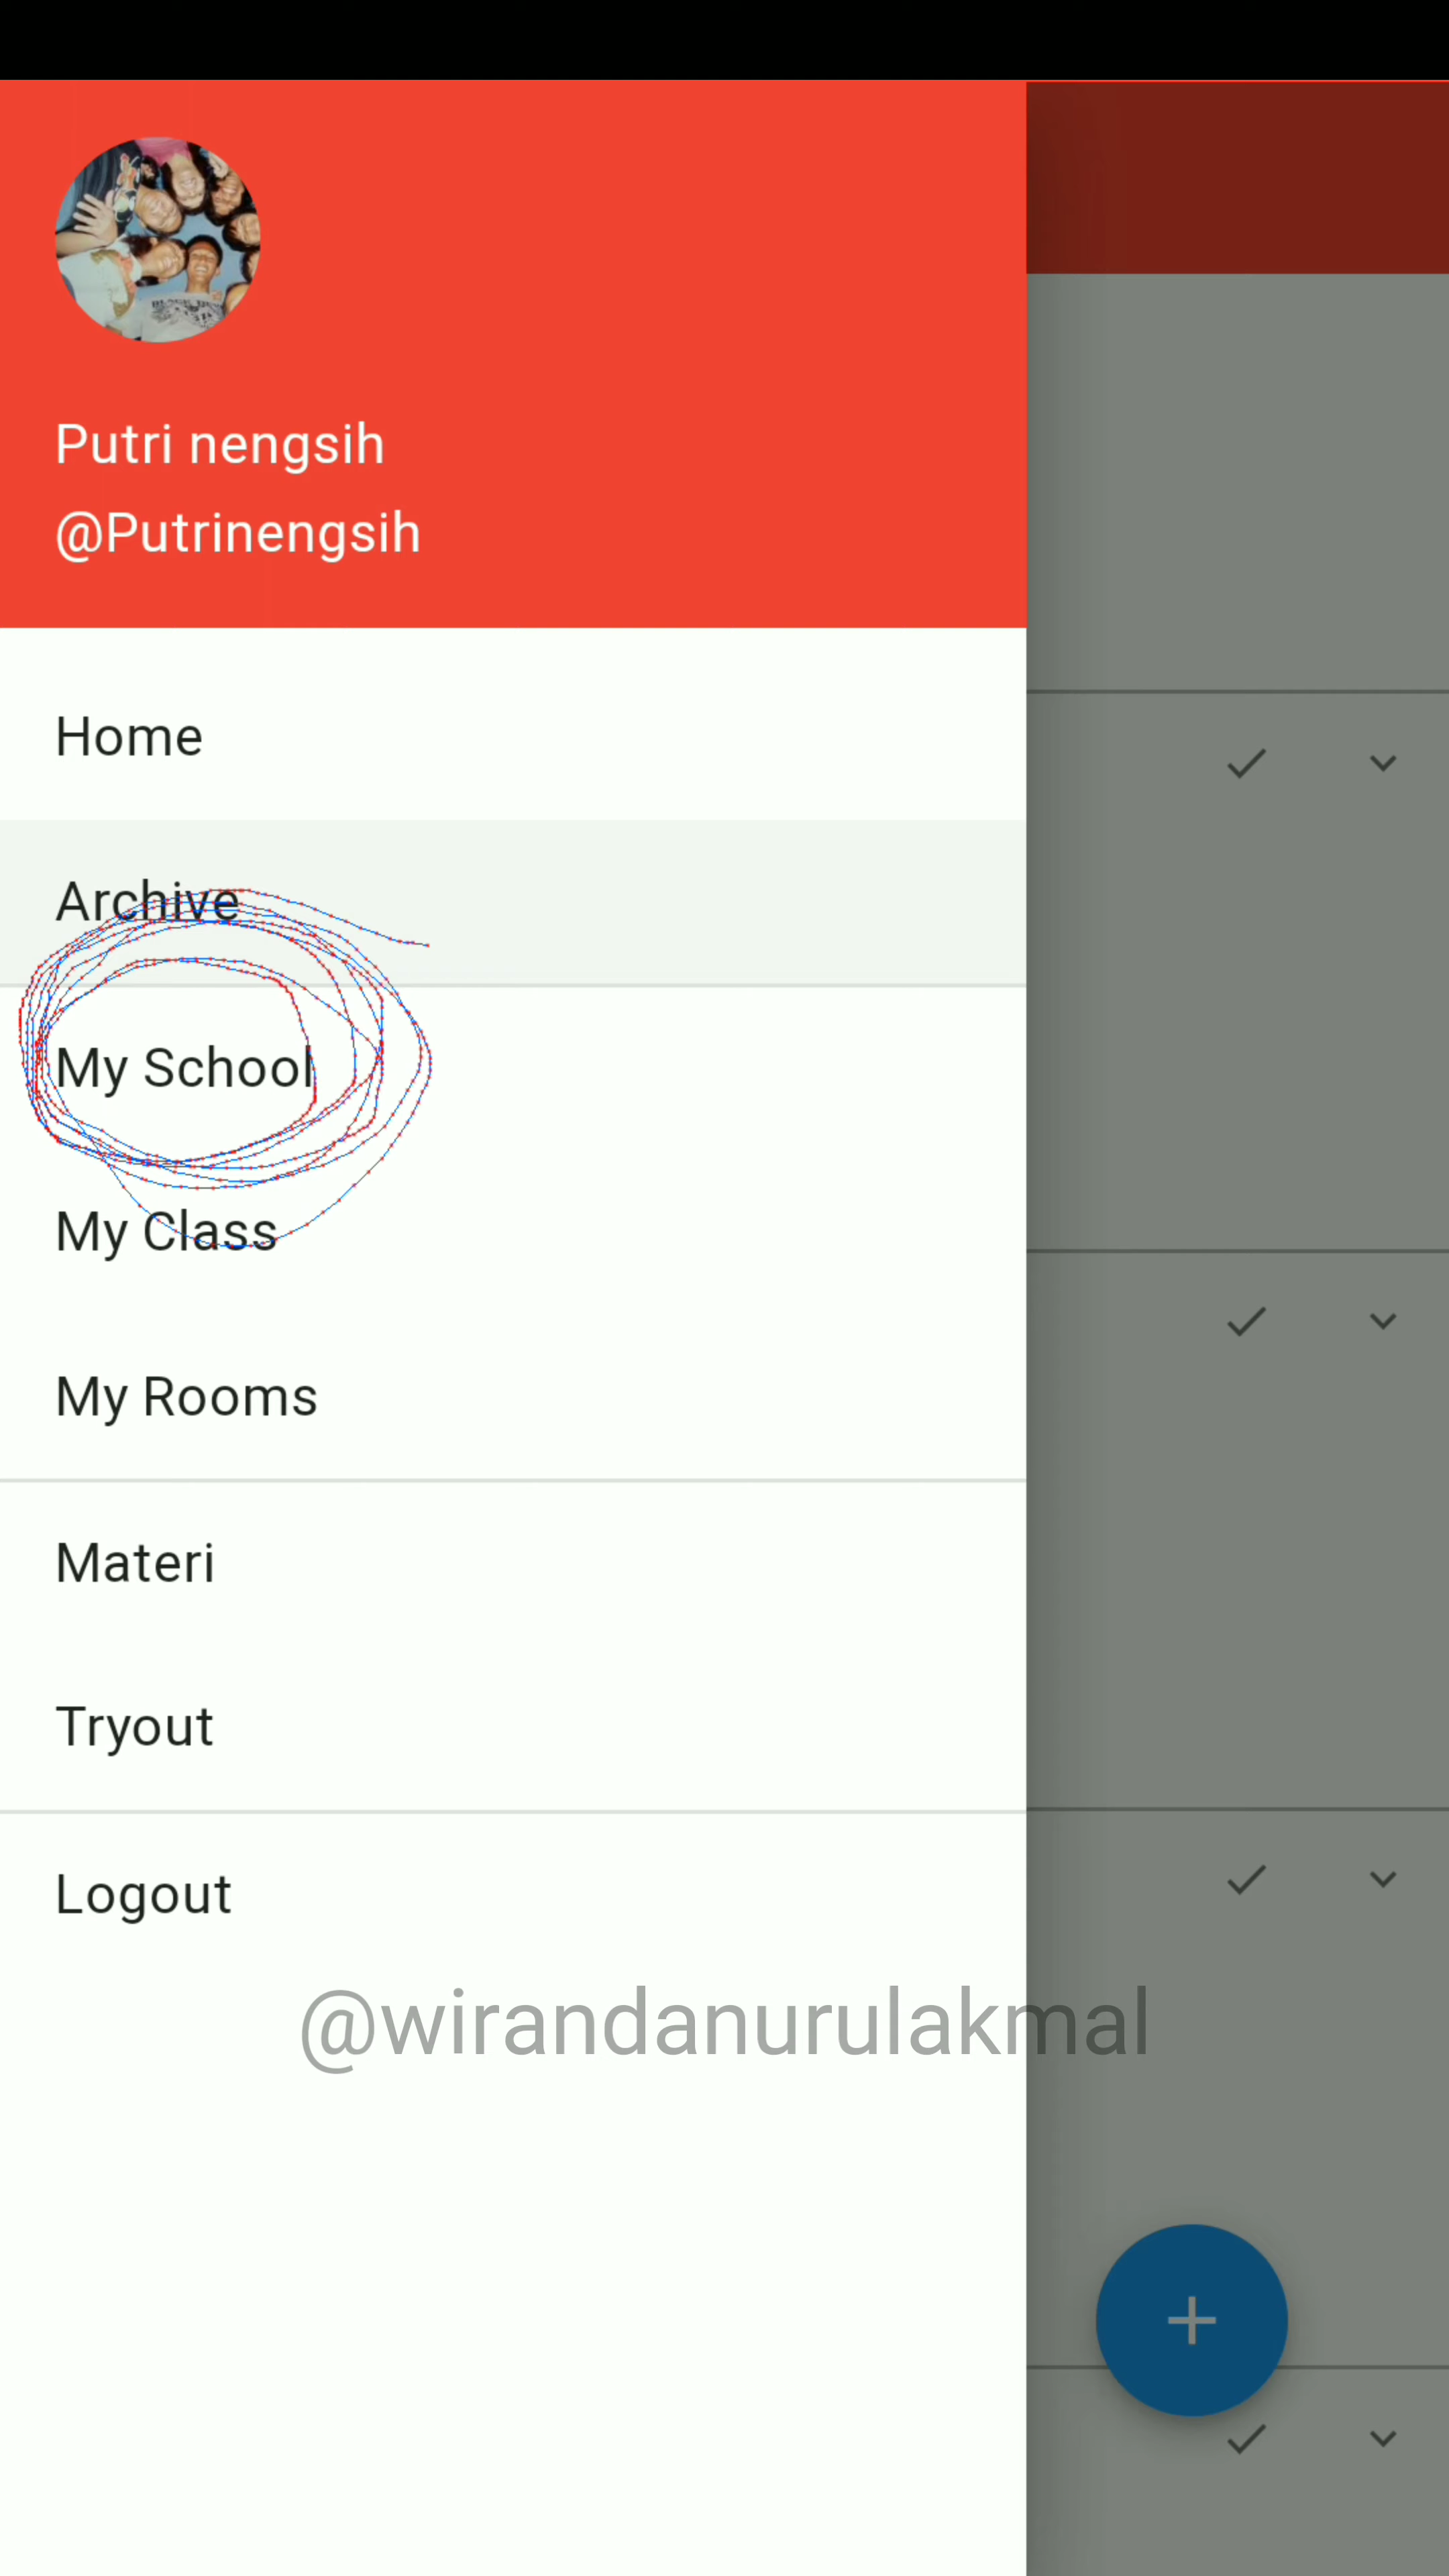 Putri nengsih
@Putrinengsih
Home
Archive
My School
My Class
My Rooms
Materi
Tryout
Logout
@wirandanurulakmal